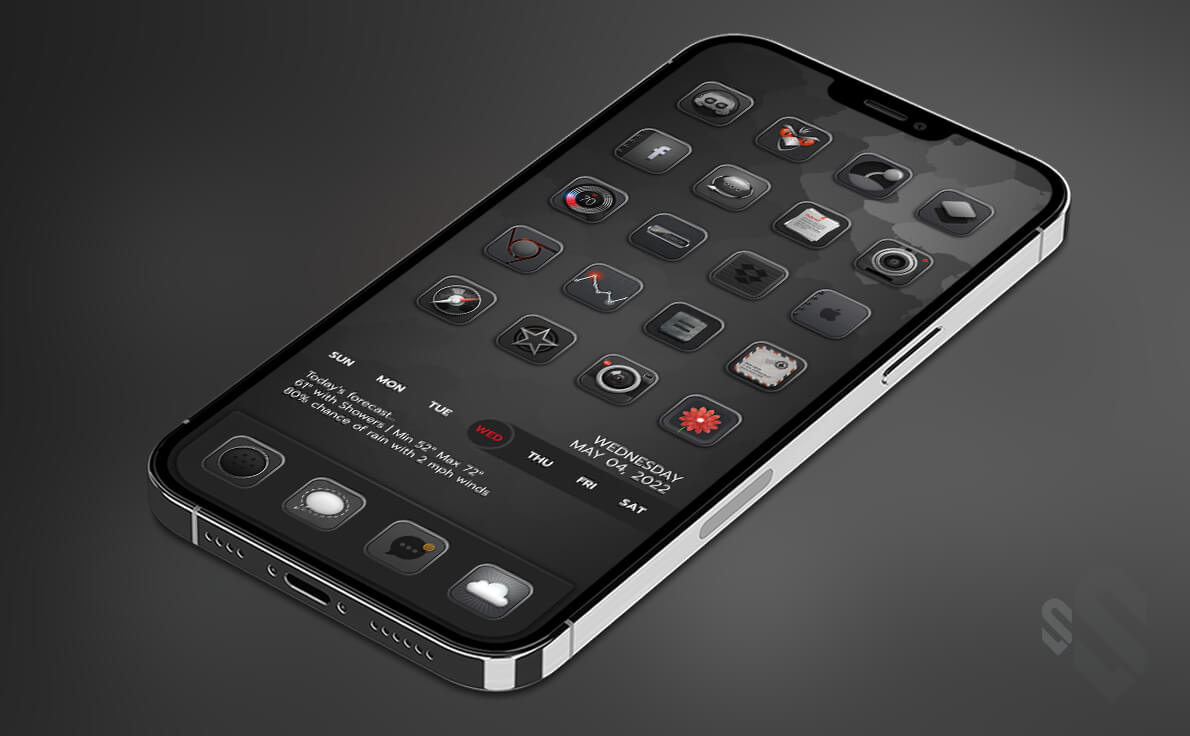 70
SUN
MON
TUE
WED
THU
FRI
SAT
Today's forecast..
61° with Showers | Min 52° Max 72°
80% chance of rain with 2 mph winds
WEDNESDAY
MAY 04, 2022